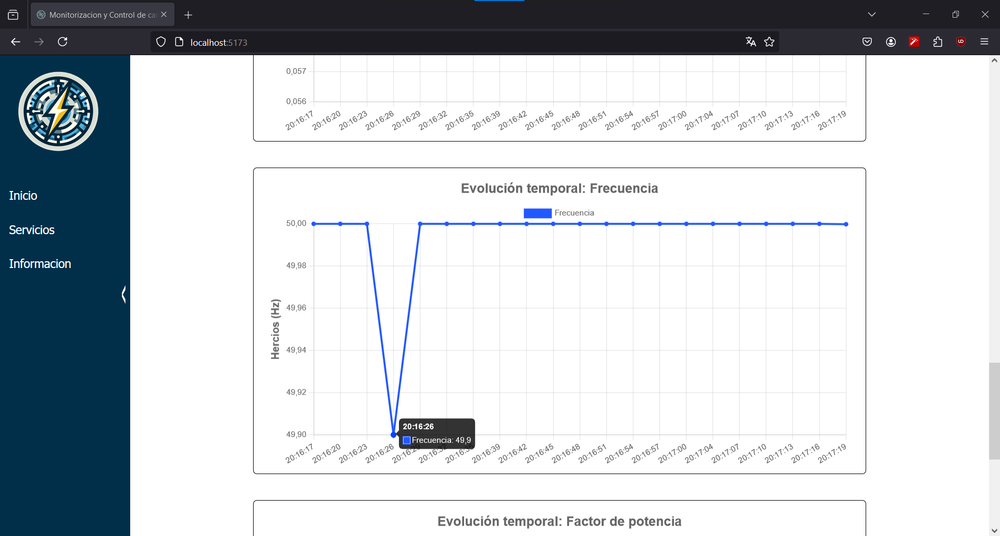 Monitorizacion y Control de car
localhost:5173
Inicio
Servicios
Informacion
0,057
0,056
20:16:17 20:16:20 20:16:23 20:16:26 20:16:29 20:16:32 20:16:35 20:16:39 20:16:42 20:16:45 20:16:48 20:16:51 20:16:54 20:16:57 20:17:00 20:17:04 20:17:07 20:17:10 20:17:13 20:17:16 20:17:19
Evolución temporal: Frecuencia
Frecuencia
Hercios (Hz)
50,00
49,98
49,96
49,94
49,92
49,90
20:16:26
Frecuencia: 49,9
20:16:17 20:16:20 20:16:23 20:16:26 20:16:29 20:16:32 20:16:35 20:16:39 20:16:42 20:16:45 20:16:48 20:16:51 20:16:54 20:16:57 20:17:00 20:17:04 20:17:07 20:17:10 20:17:13 20:17:16 20:17:19
Evolución temporal: Factor de potencia